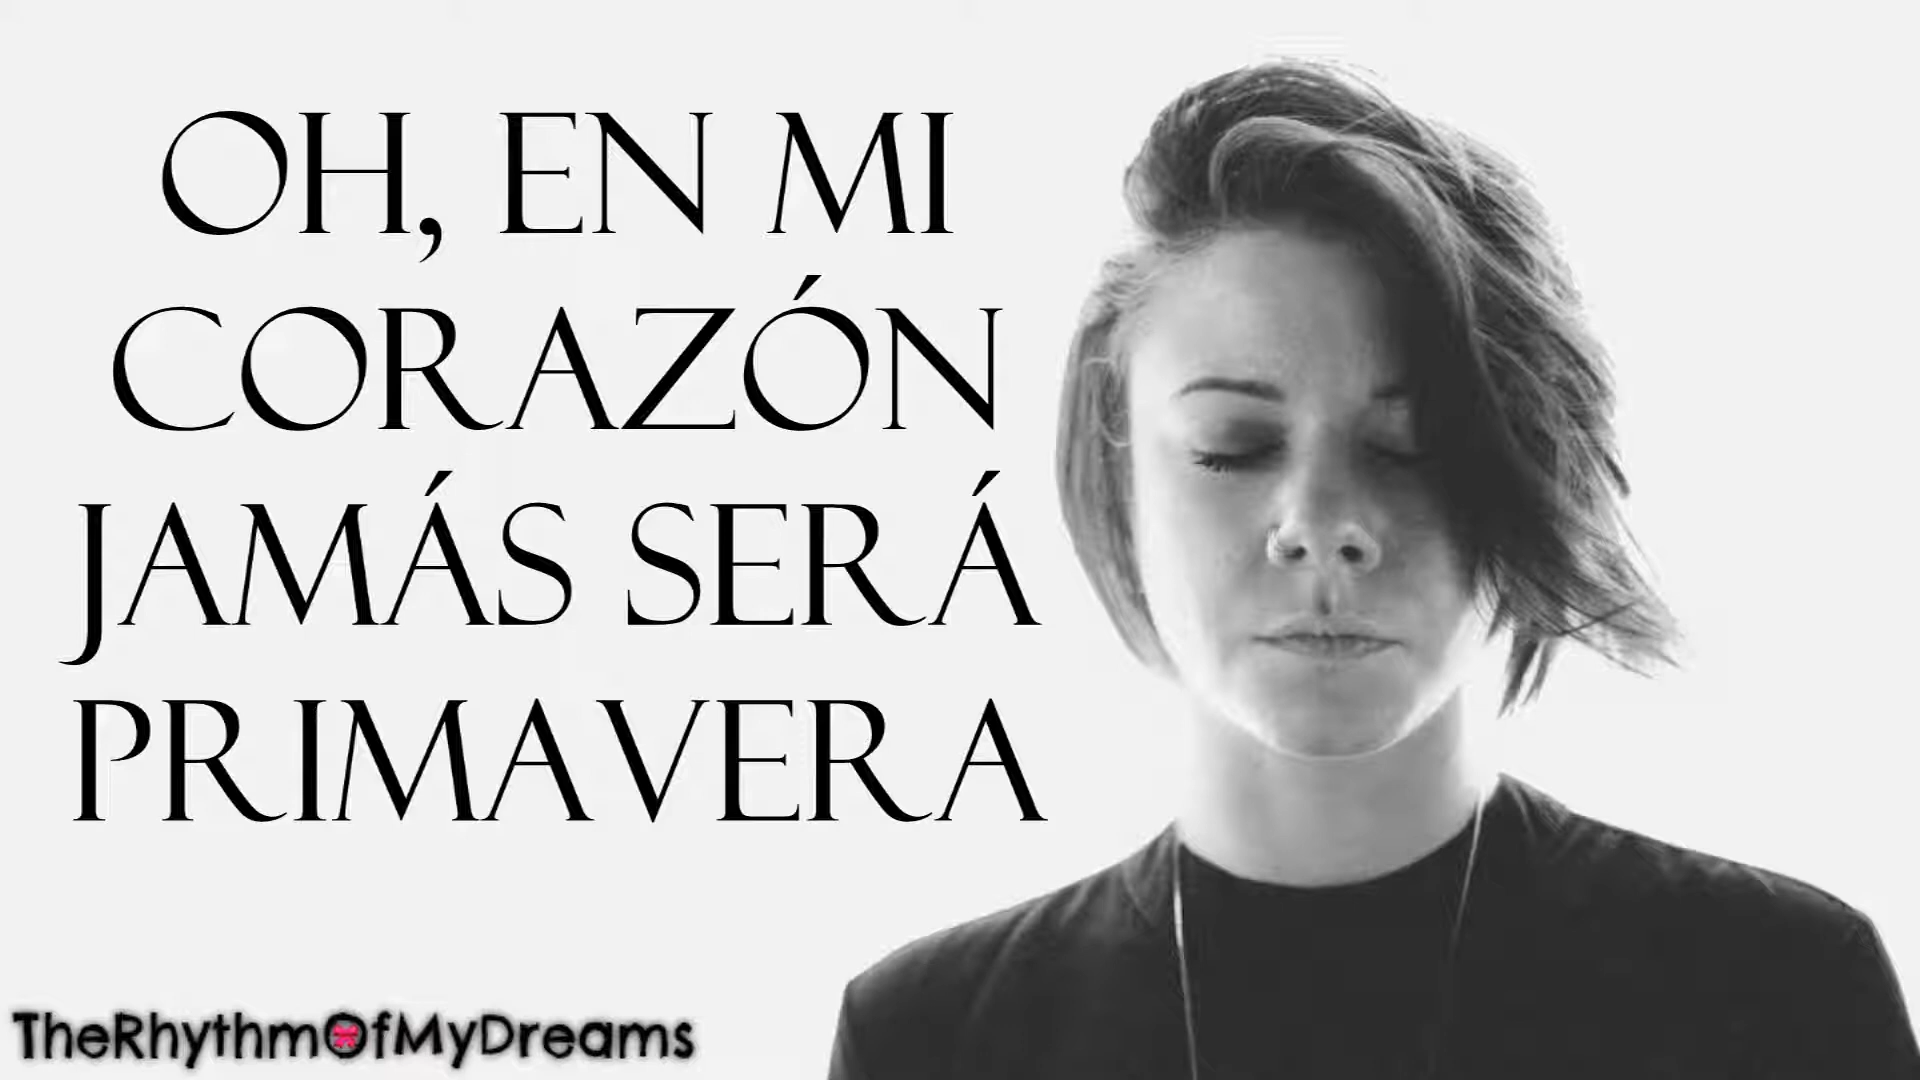 OH, EN MI
CORAZÓN
JAMÁS SERÁ
PRIMAVERA
TheRhythmOfMyDreams